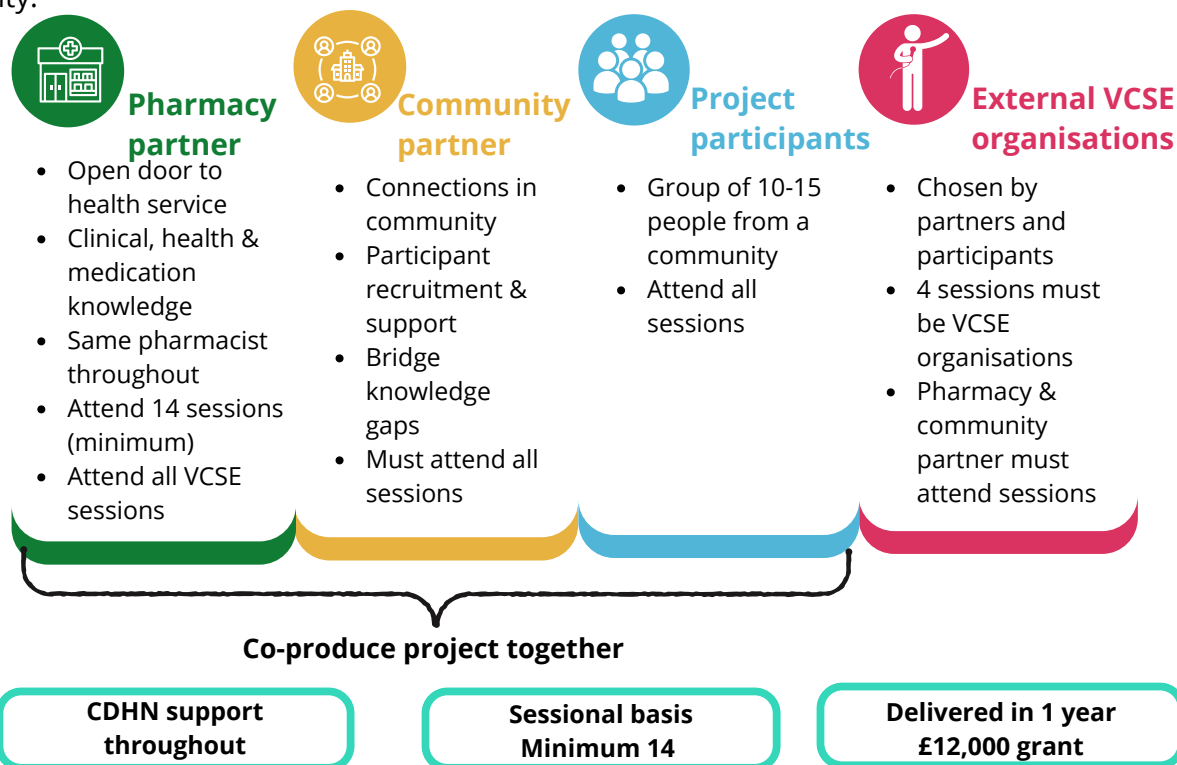 ity.
Pharmacy
partner
• Open door to
health service
• Clinical, health &
medication
knowledge
• Same pharmacist
throughout
• Attend 14 sessions
(minimum)
• Attend all VCSE
sessions
Community
partner
• Connections in
community
• Participant
recruitment &
support
• Bridge
knowledge
gaps
• Must attend all
sessions
Project
participants
• Group of 10-15
people from a
community
• Attend all
sessions
External VCSE
organisations
• Chosen by
partners and
participants
• 4 sessions must
be VCSE
organisations
• Pharmacy &
community
partner must
attend sessions
Co-produce project together
CDHN support
throughout
Sessional basis
Minimum 14
Delivered in 1 year
£12,000 grant